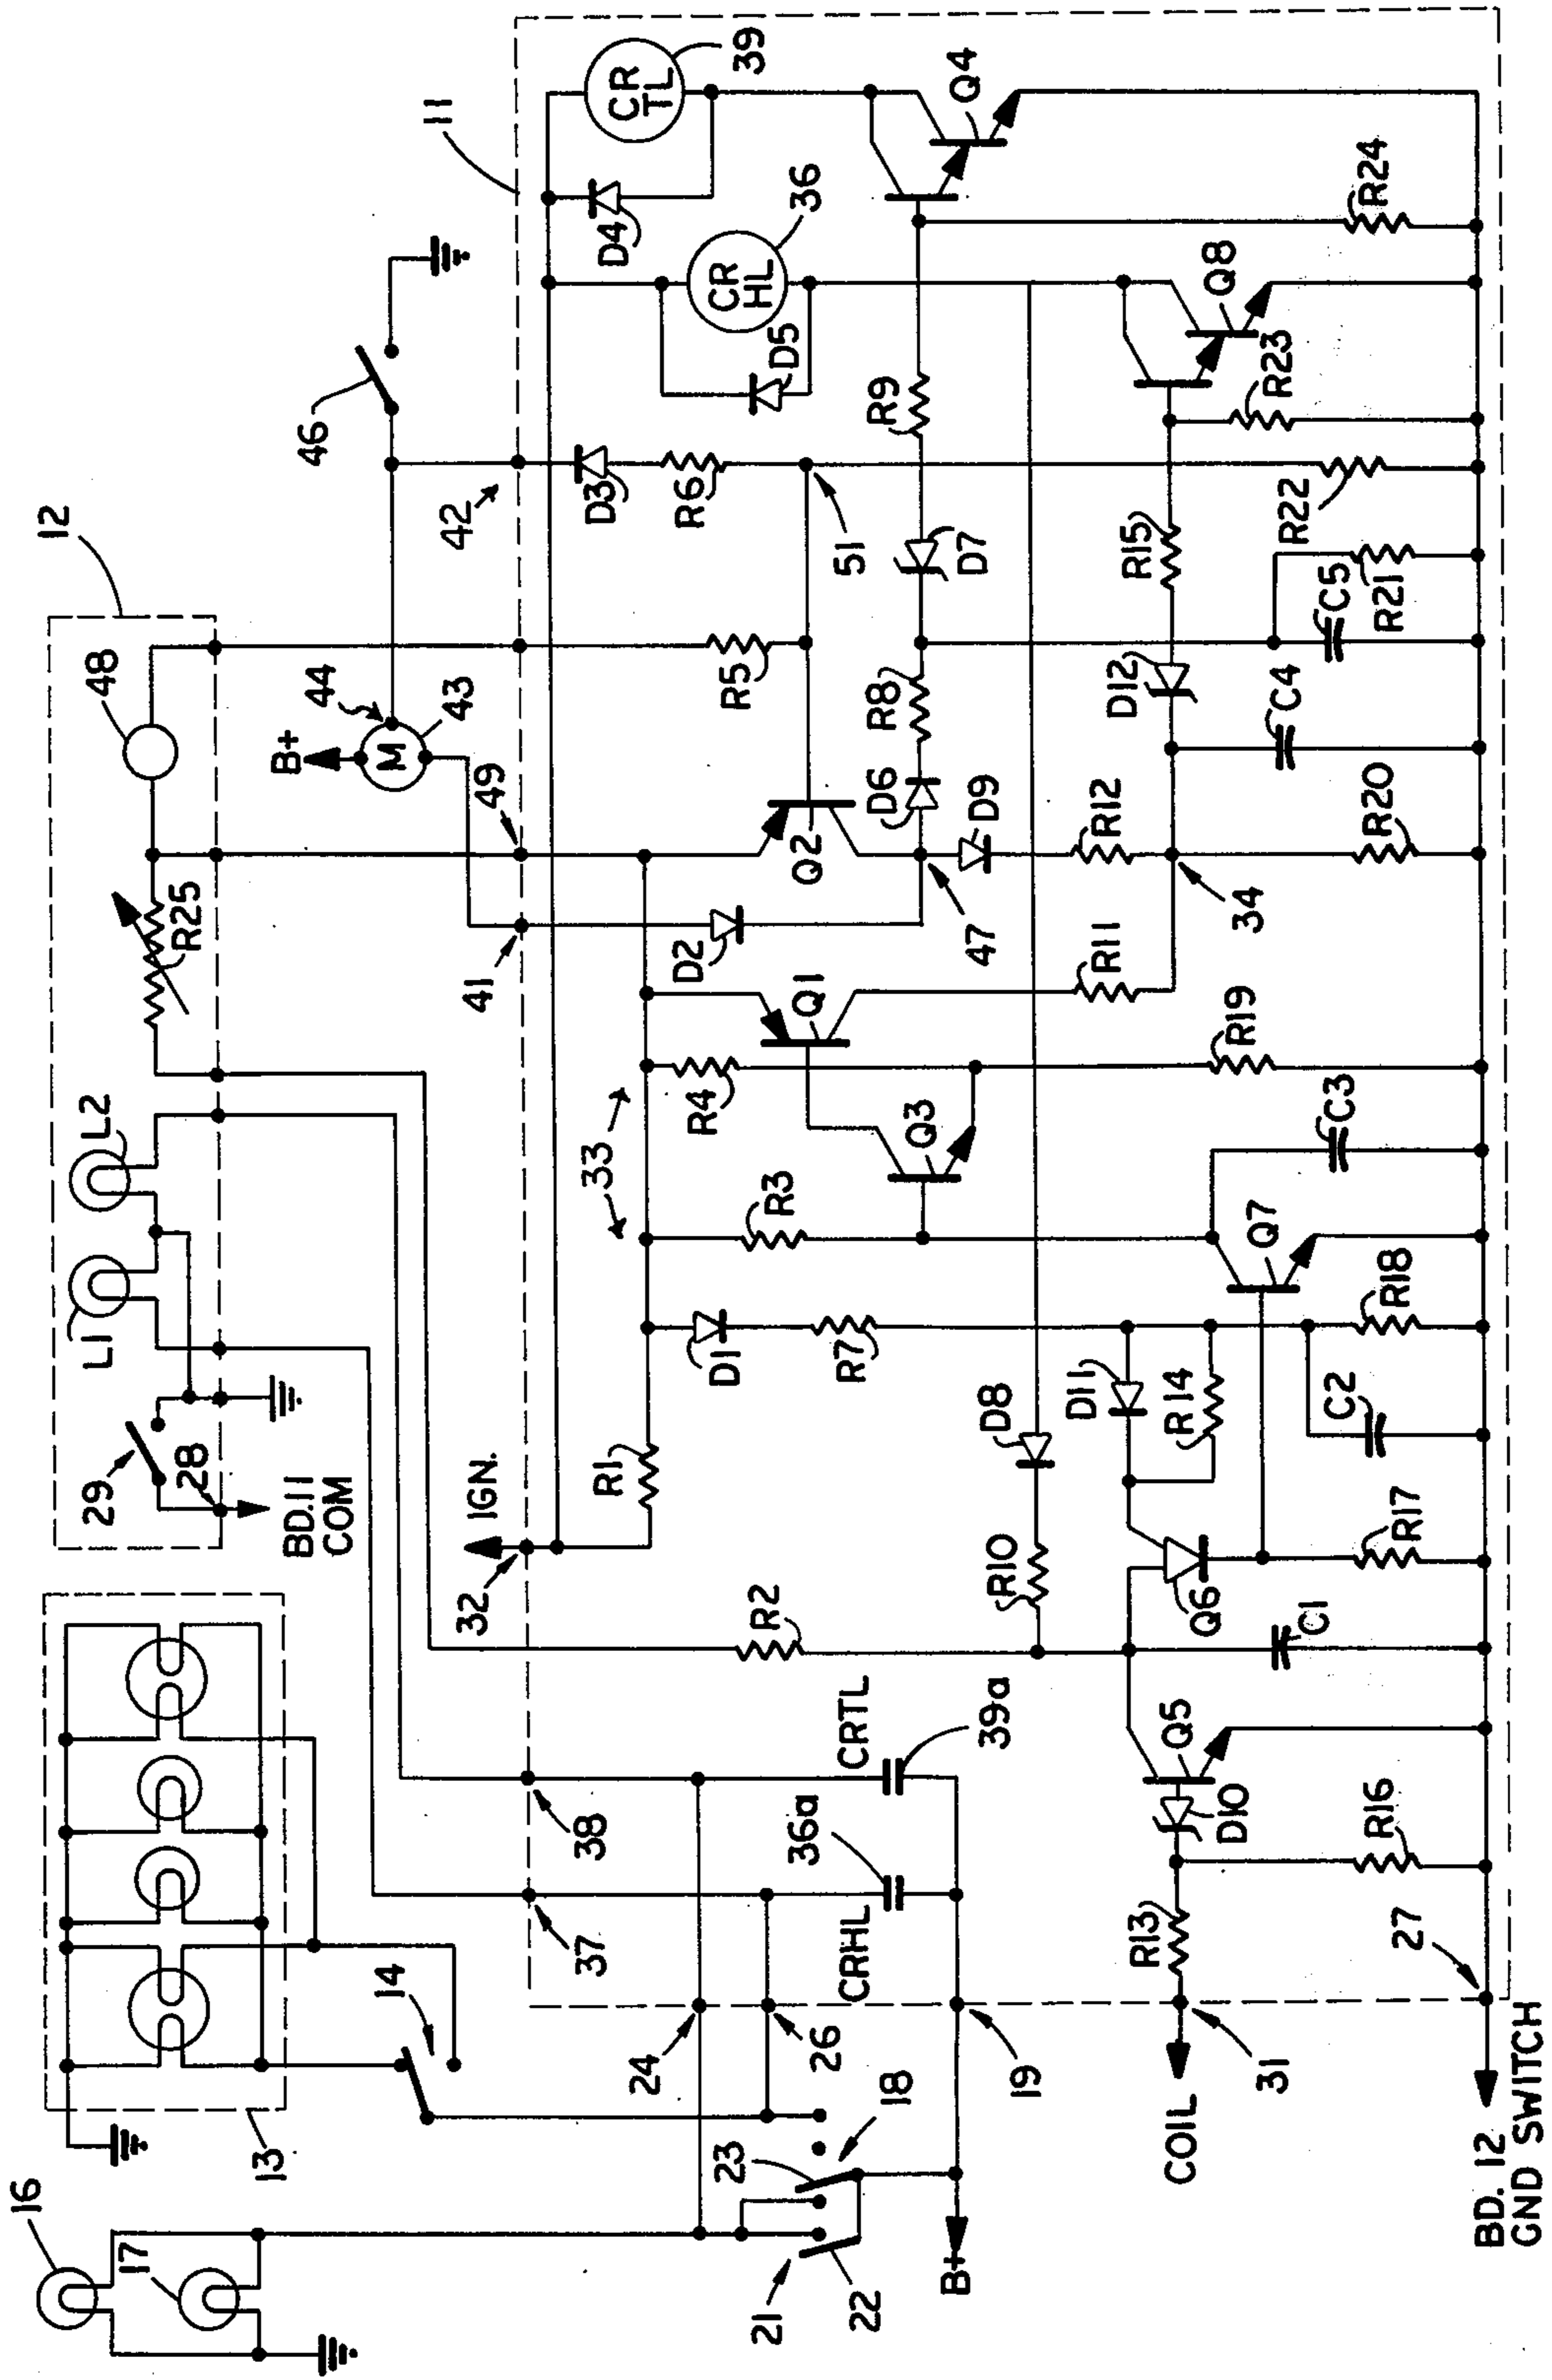 16
17
13
14
12
L1
L2
R25
48
29
28
BD. 11
COM
IGN.
32
B+
44
M
43
46
42
11
41
49
24
26
37
38
21
22
23
18
19
B+
CRHL
36a
CRTL
39a
R2
R1
33
R3
R4
D1
R7
Q1
Q3
D2
Q2
47
R5
51
D3
R6
D4
D5
CR
HL
36
CR
TL
39
D6
R8
D7
R9
Q4
D9
R12
R11
34
D8
R10
D11
R14
Q6
Q5
D10
R13
COIL
31
R16
C1
R17
C2
R18
Q7
C3
R19
R20
C4
D12
R15
C5
R21
R22
R23
Q8
R24
27
BD. 12
GND SWITCH